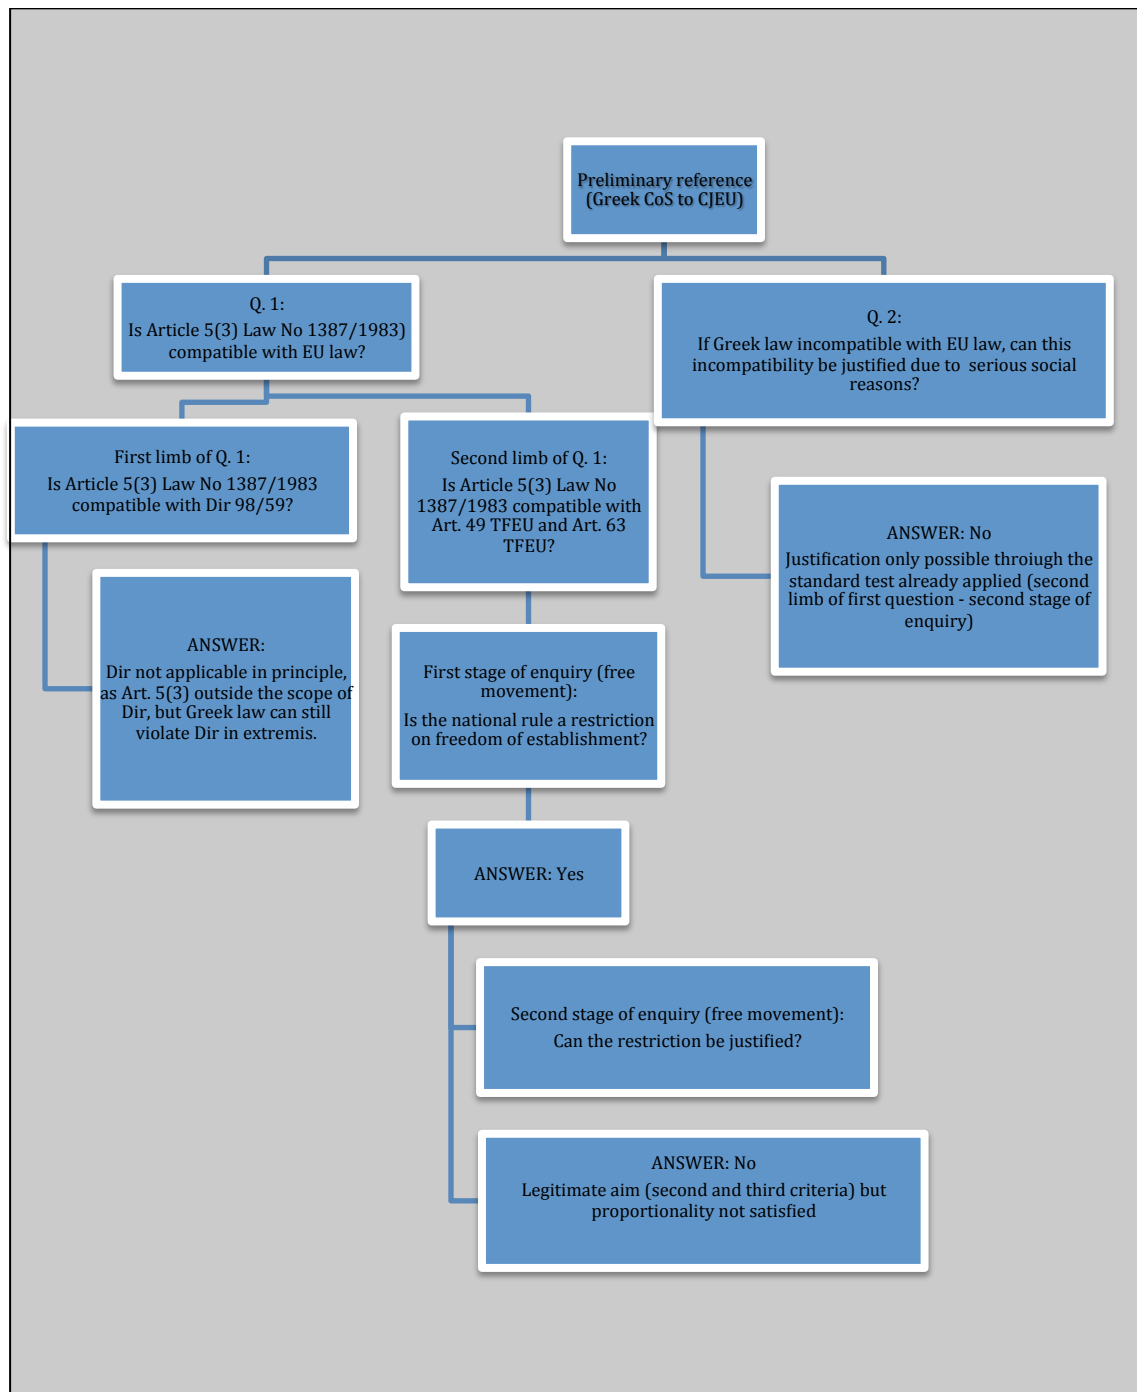 Preliminary reference
(Greek CoS to CJEU)
Q. 1:
Is Article 5(3) Law No 1387/1983)
compatible with EU law?
Q. 2:
If Greek law incompatible with EU law, can this
incompatibility be justified due to serious social
reasons?
First limb of Q. 1:
Is Article 5(3) Law No 1387/1983
compatible with Dir 98/59?
Second limb of Q. 1:
Is Article 5(3) Law No
1387/1983 compatible with
Art. 49 TFEU and Art. 63
TFEU?
ANSWER: No
Justification only possible throiugh the
standard test already applied (second
limb of first question - second stage of
enquiry)
ANSWER:
Dir not applicable in principle,
as Art. 5(3) outside the scope of
Dir, but Greek law can still
violate Dir in extremis.
First stage of enquiry (free
movement):
Is the national rule a restriction
on freedom of establishment?
ANSWER: Yes
Second stage of enquiry (free movement):
Can the restriction be justified?
ANSWER: No
Legitimate aim (second and third criteria) but
proportionality not satisfied